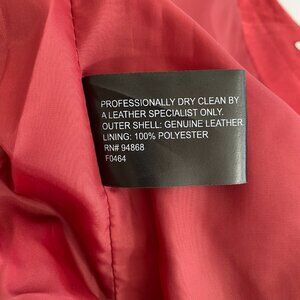 PROFESSIONALLY DRY CLEAN BY
A LEATHER SPECIALIST ONLY.
OUTER SHELL: GENUINE LEATHER.
LINING: 100% POLYESTER
RN# 94868
F0464